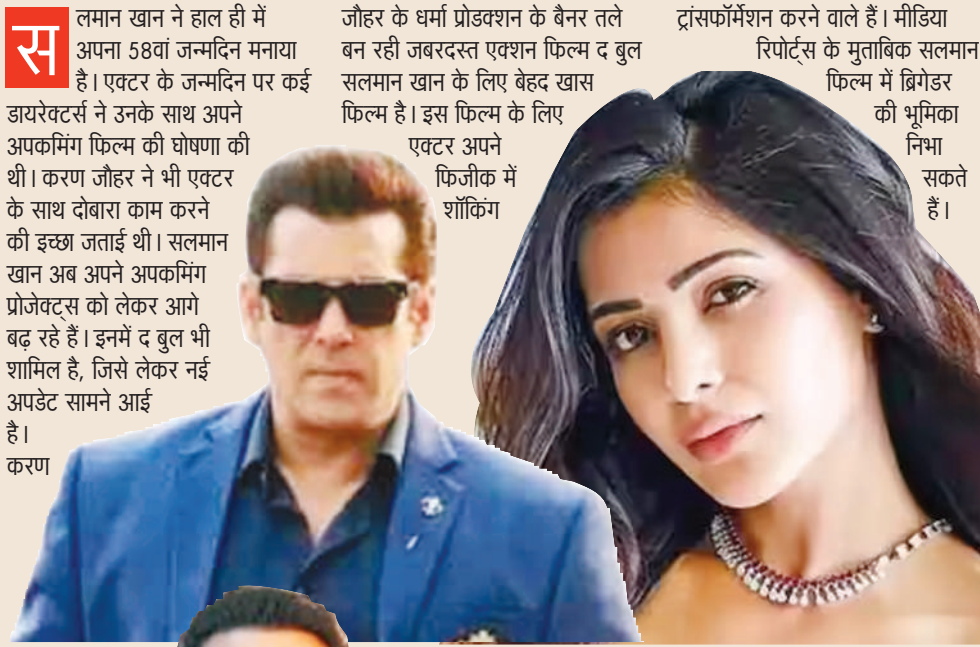 सलमान खान ने हाल ही में
अपना 58वां जन्मदिन मनाया
है। एक्टर के जन्मदिन पर कई
डायरेक्टर्स ने उनके साथ अपने
अपकमिंग फिल्म की घोषणा की
थी। करण जौहर ने भी एक्टर
के साथ दोबारा काम करने
की इच्छा जताई थी। सलमान
खान अब अपने अपकमिंग
प्रोजेक्ट्स को लेकर आगे
बढ़ रहे हैं। इनमें द बुल भी
शामिल है, जिसे लेकर नई
अपडेट सामने आई
है।
करण
जौहर के धर्मा प्रोडक्शन के बैनर तले
बन रही जबरदस्त एक्शन फिल्म द बुल
सलमान खान के लिए बेहद खास
फिल्म है। इस फिल्म के लिए
एक्टर अपने
फिजीक में
शॉकिंग
ट्रांसफॉर्मेशन करने वाले हैं। मीडिया
रिपोर्ट्स के मुताबिक सलमान
फिल्म में ब्रिगेडर
की भूमिका
निभा
सकते
हैं।